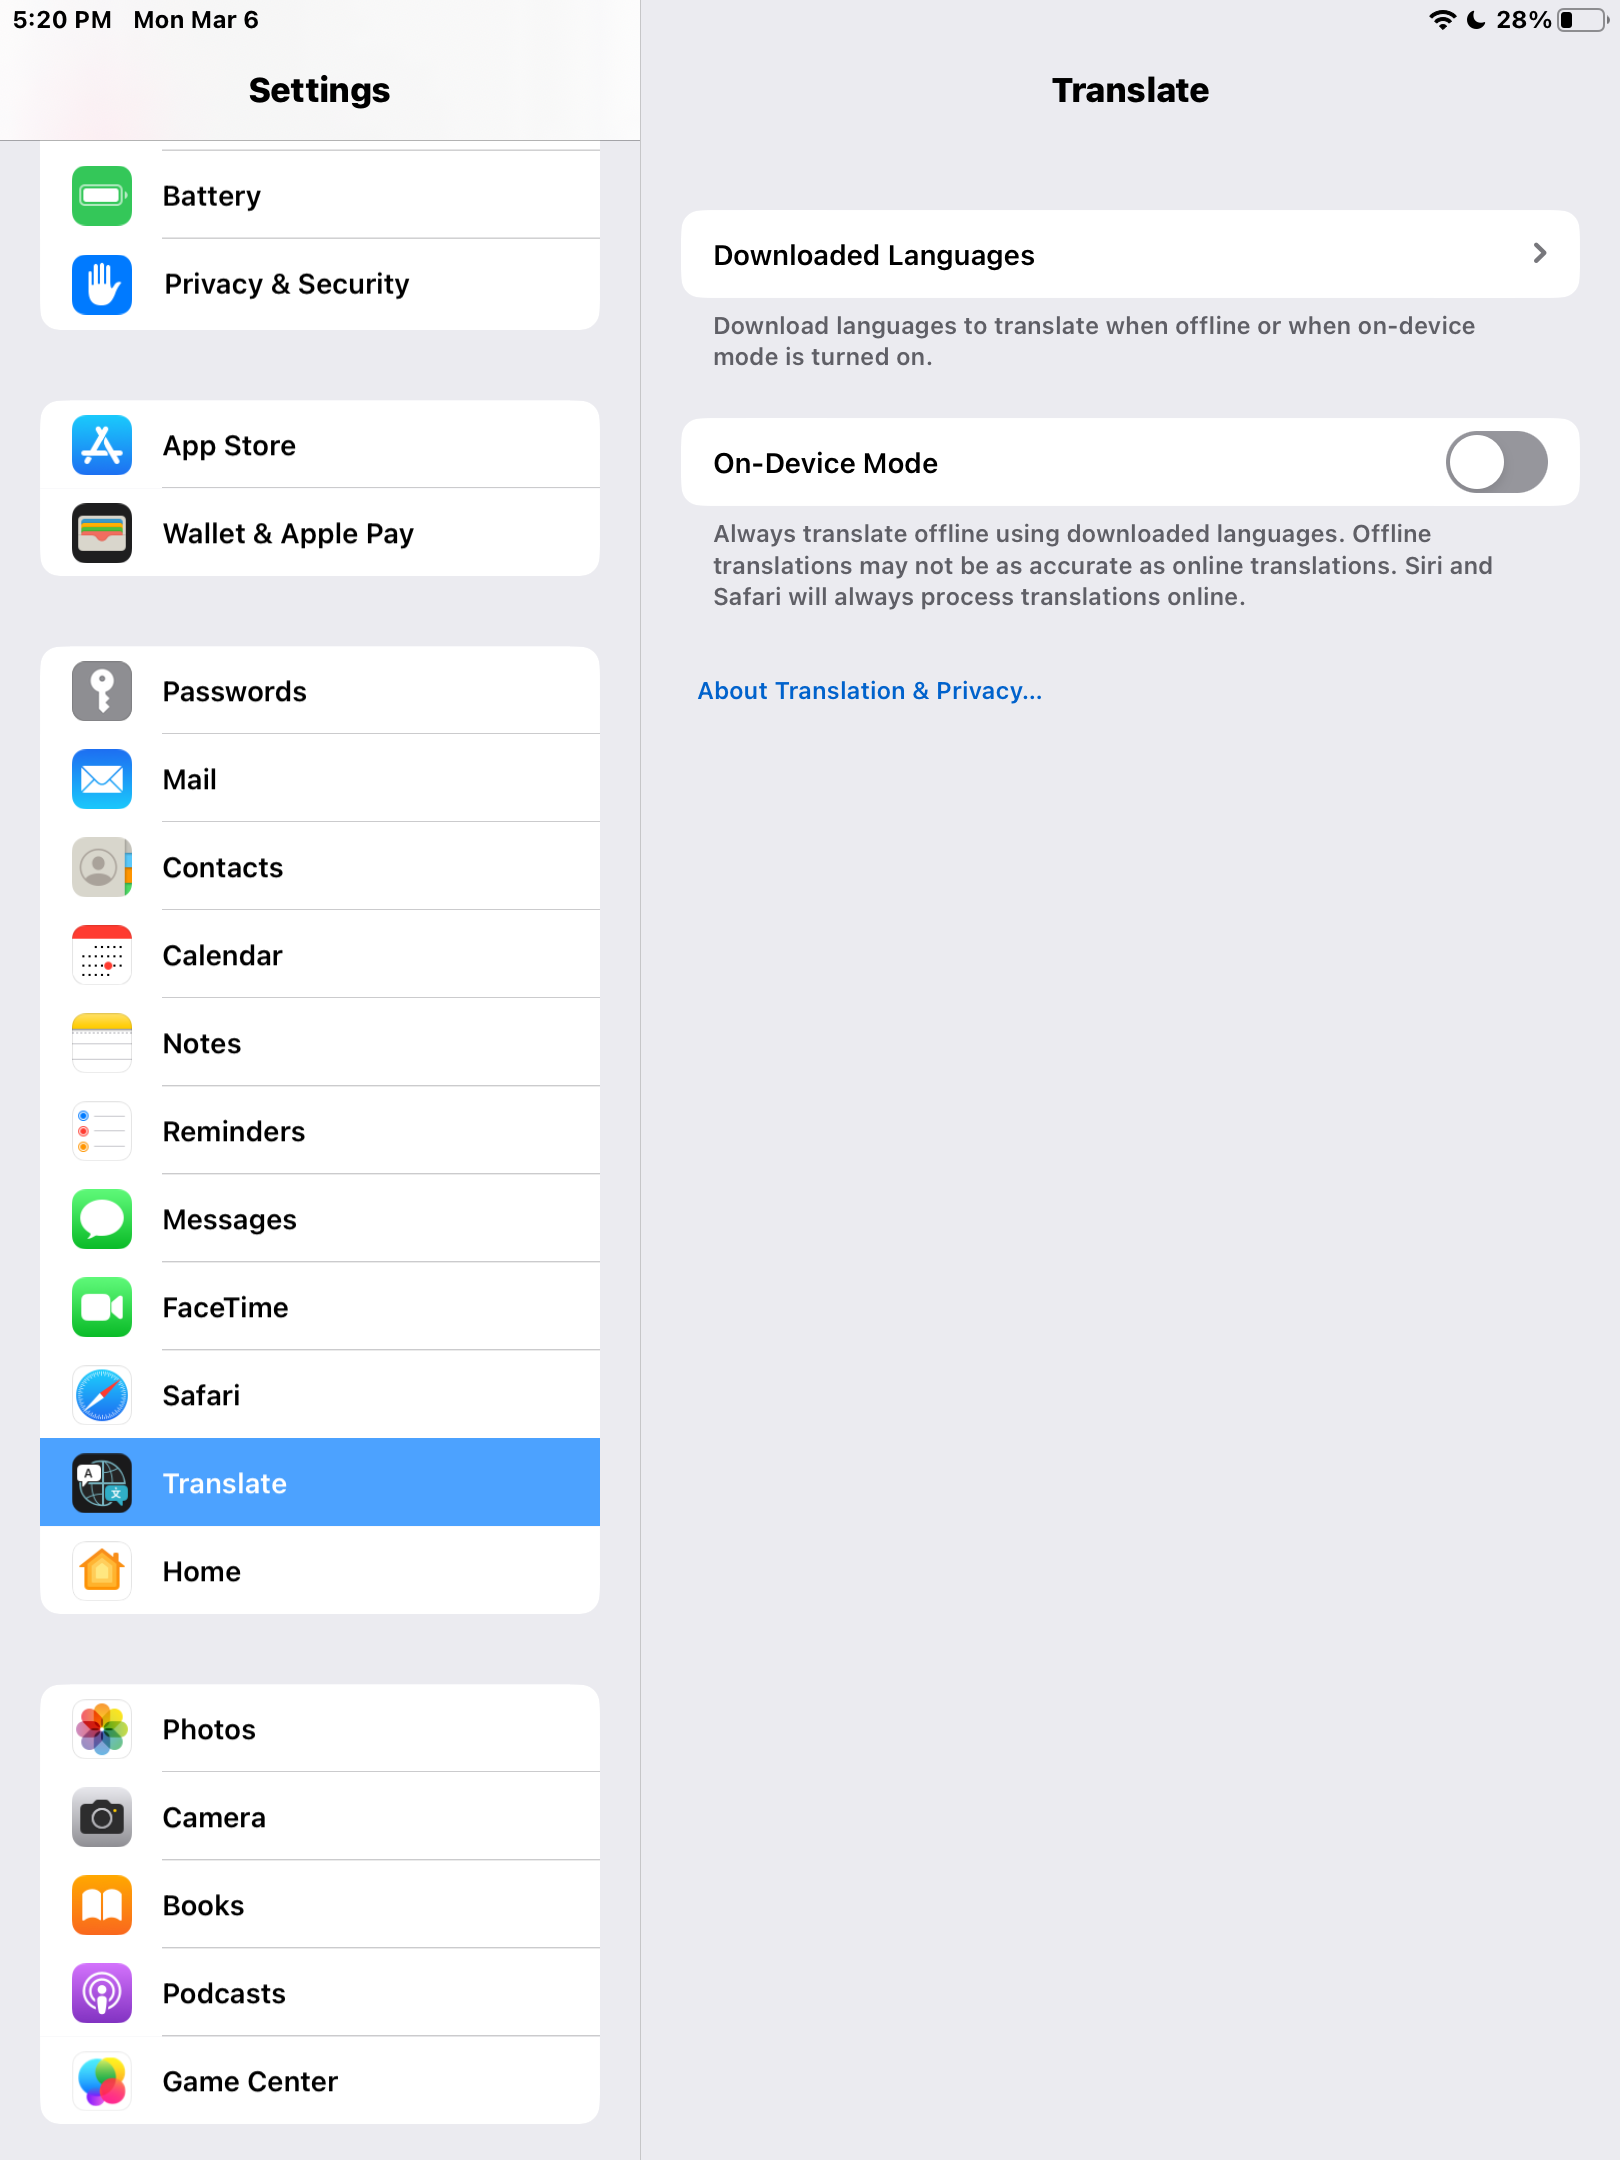 5:20 PM Mon Mar 6
28%
Settings
Battery
Privacy & Security
App Store
Wallet & Apple Pay
Passwords
Mail
Contacts
Calendar
Notes
Reminders
Messages
FaceTime
Safari
A
文
Translate
Home
Photos
Camera
Books
Podcasts
Game Center
Translate
Downloaded Languages
Download languages to translate when offline or when on-device
mode is turned on.
On-Device Mode
Always translate offline using downloaded languages. Offline
translations may not be as accurate as online translations. Siri and
Safari will always process translations online.
About Translation & Privacy...